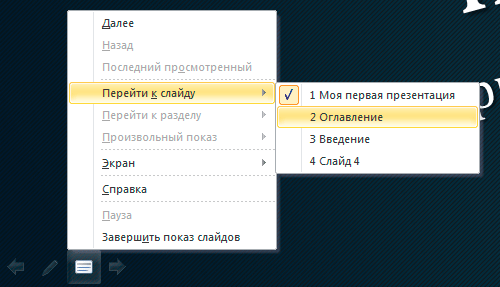 Далее
Назад
Последний просмотренный
Перейти к слайду
Перейти к разделу
Произвольный показ
Экран
Справка
Пауза
Завершить показ слайдов
1 Моя первая презентация
2 Оглавление
3 Введение
4 Слайд 4